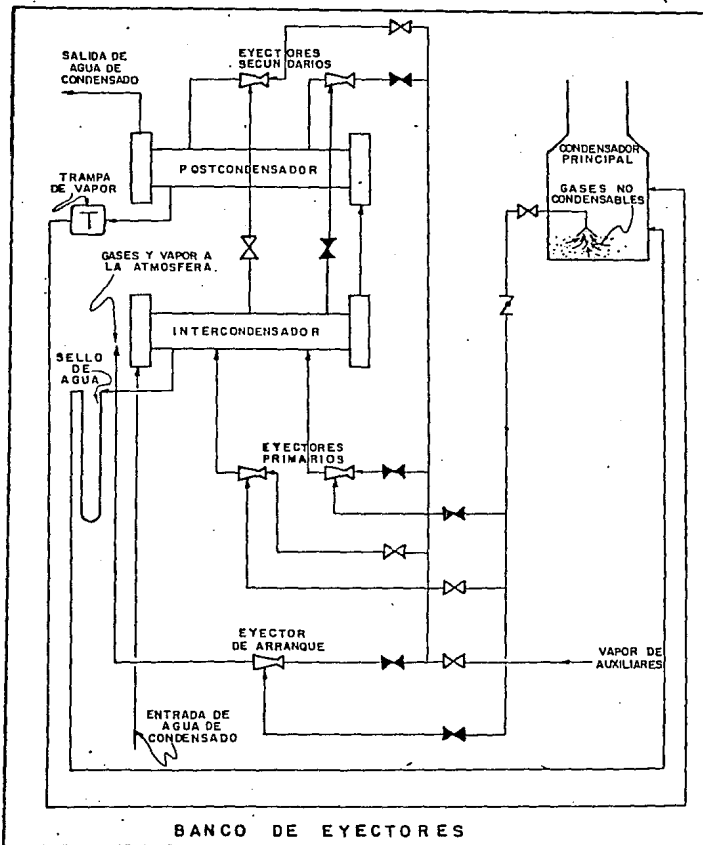 SALIDA DE
AGUA DE
CONDENSADO
EYECTORES
SECUNDARIOS
POSTCONDENSADOR
TRAMPA
DE VAPOR
T
CONDENSADOR
PRINCIPAL
GASES NO
CONDENSABLES
GASES Y VAPOR A
LA ATMOSFERA.
INTERCONDENSADOR
SELLO
DE
AGUA
EYECTORES
PRIMARIOS
EYECTOR
DE ARRANQUE
VAPOR DE
AUXILIARES
ENTRADA DE
AGUA DE
CONDENSADO
BANCO DE EYECTORES